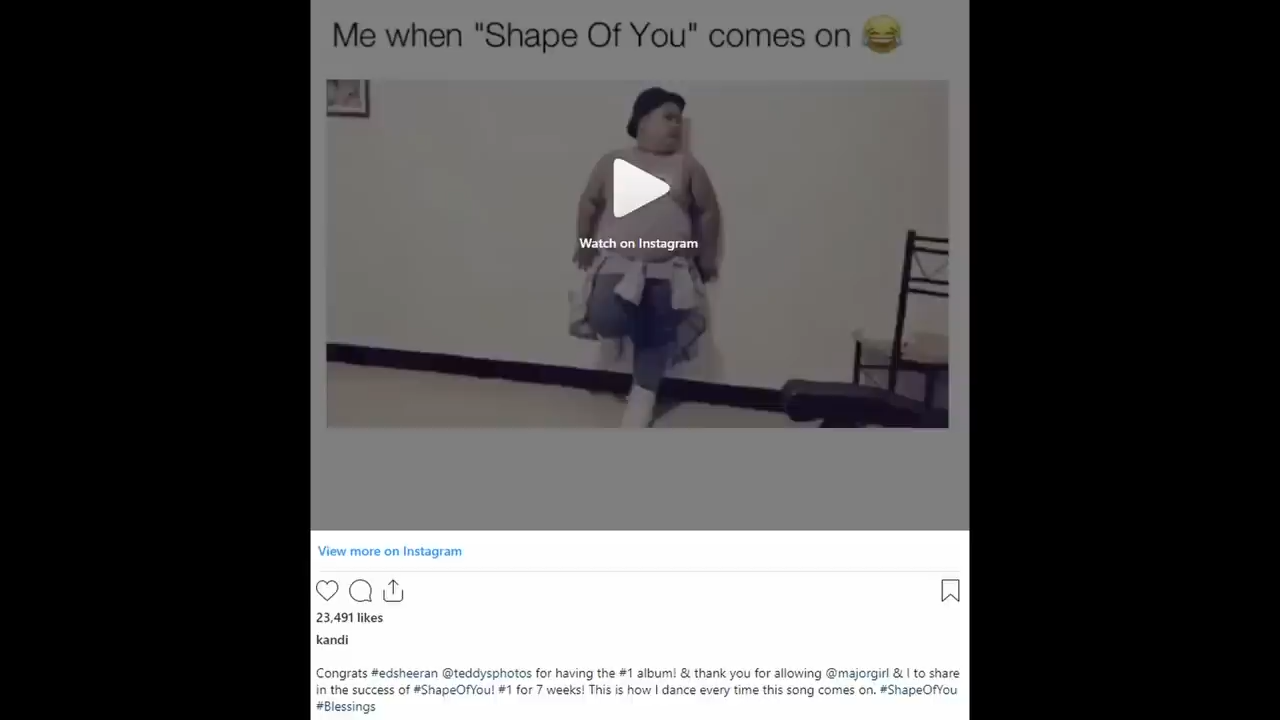 Me when "Shape Of You" comes on 😂
Watch on Instagram
View more on Instagram
23,491 likes
kandi
Congrats #edsheeran @teddysphotos for having the #1 album! & thank you for allowing @majorgirl & I to share
in the success of #ShapeOfYou! #1 for 7 weeks! This is how I dance every time this song comes on. #ShapeOfYou
#Blessings